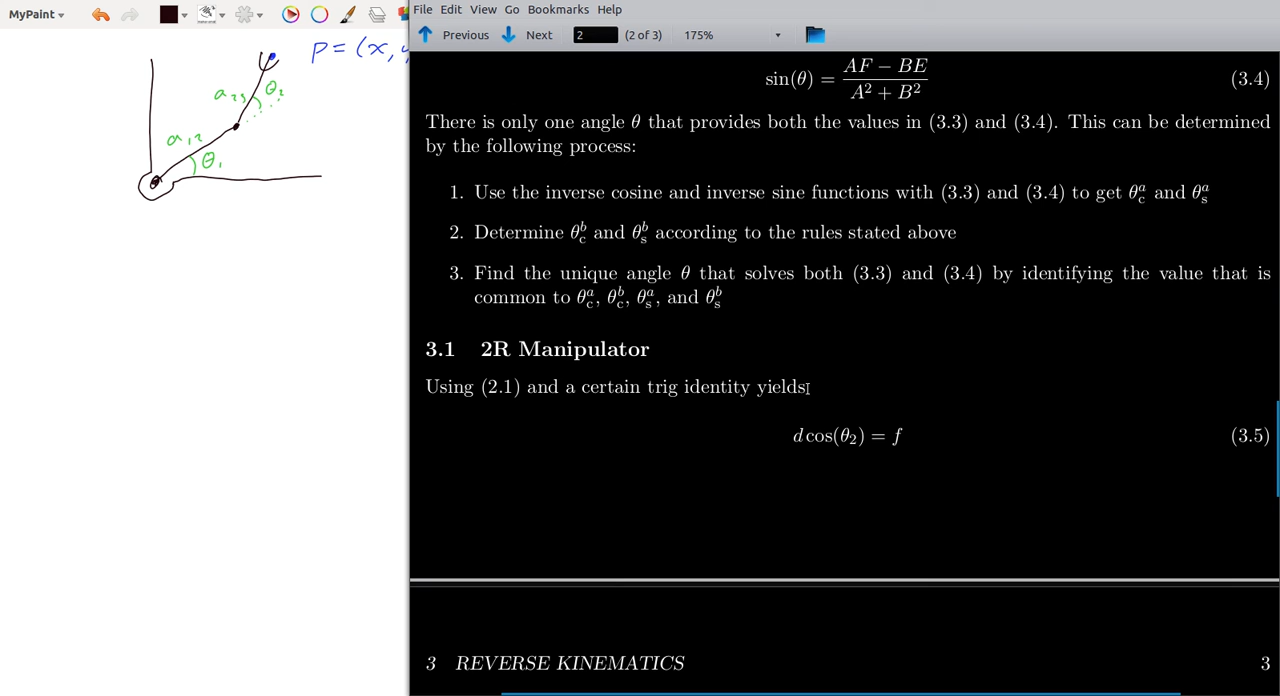 MyPaint
File Edit View Go Bookmarks Help
Previous Next 2 (2 of 3) 175%
P = (x,
a₂₃ θ₂
a₁₂
θ₁
sin(θ) = (AF − BE) / (A² + B²) (3.4)
There is only one angle θ that provides both the values in (3.3) and (3.4). This can be determined
by the following process:
1. Use the inverse cosine and inverse sine functions with (3.3) and (3.4) to get θ_c^a and θ_s^a
2. Determine θ_c^b and θ_s^b according to the rules stated above
3. Find the unique angle θ that solves both (3.3) and (3.4) by identifying the value that is
common to θ_c^a, θ_c^b, θ_s^a, and θ_s^b
3.1 2R Manipulator
Using (2.1) and a certain trig identity yields
d cos(θ₂) = f (3.5)
3 REVERSE KINEMATICS 3